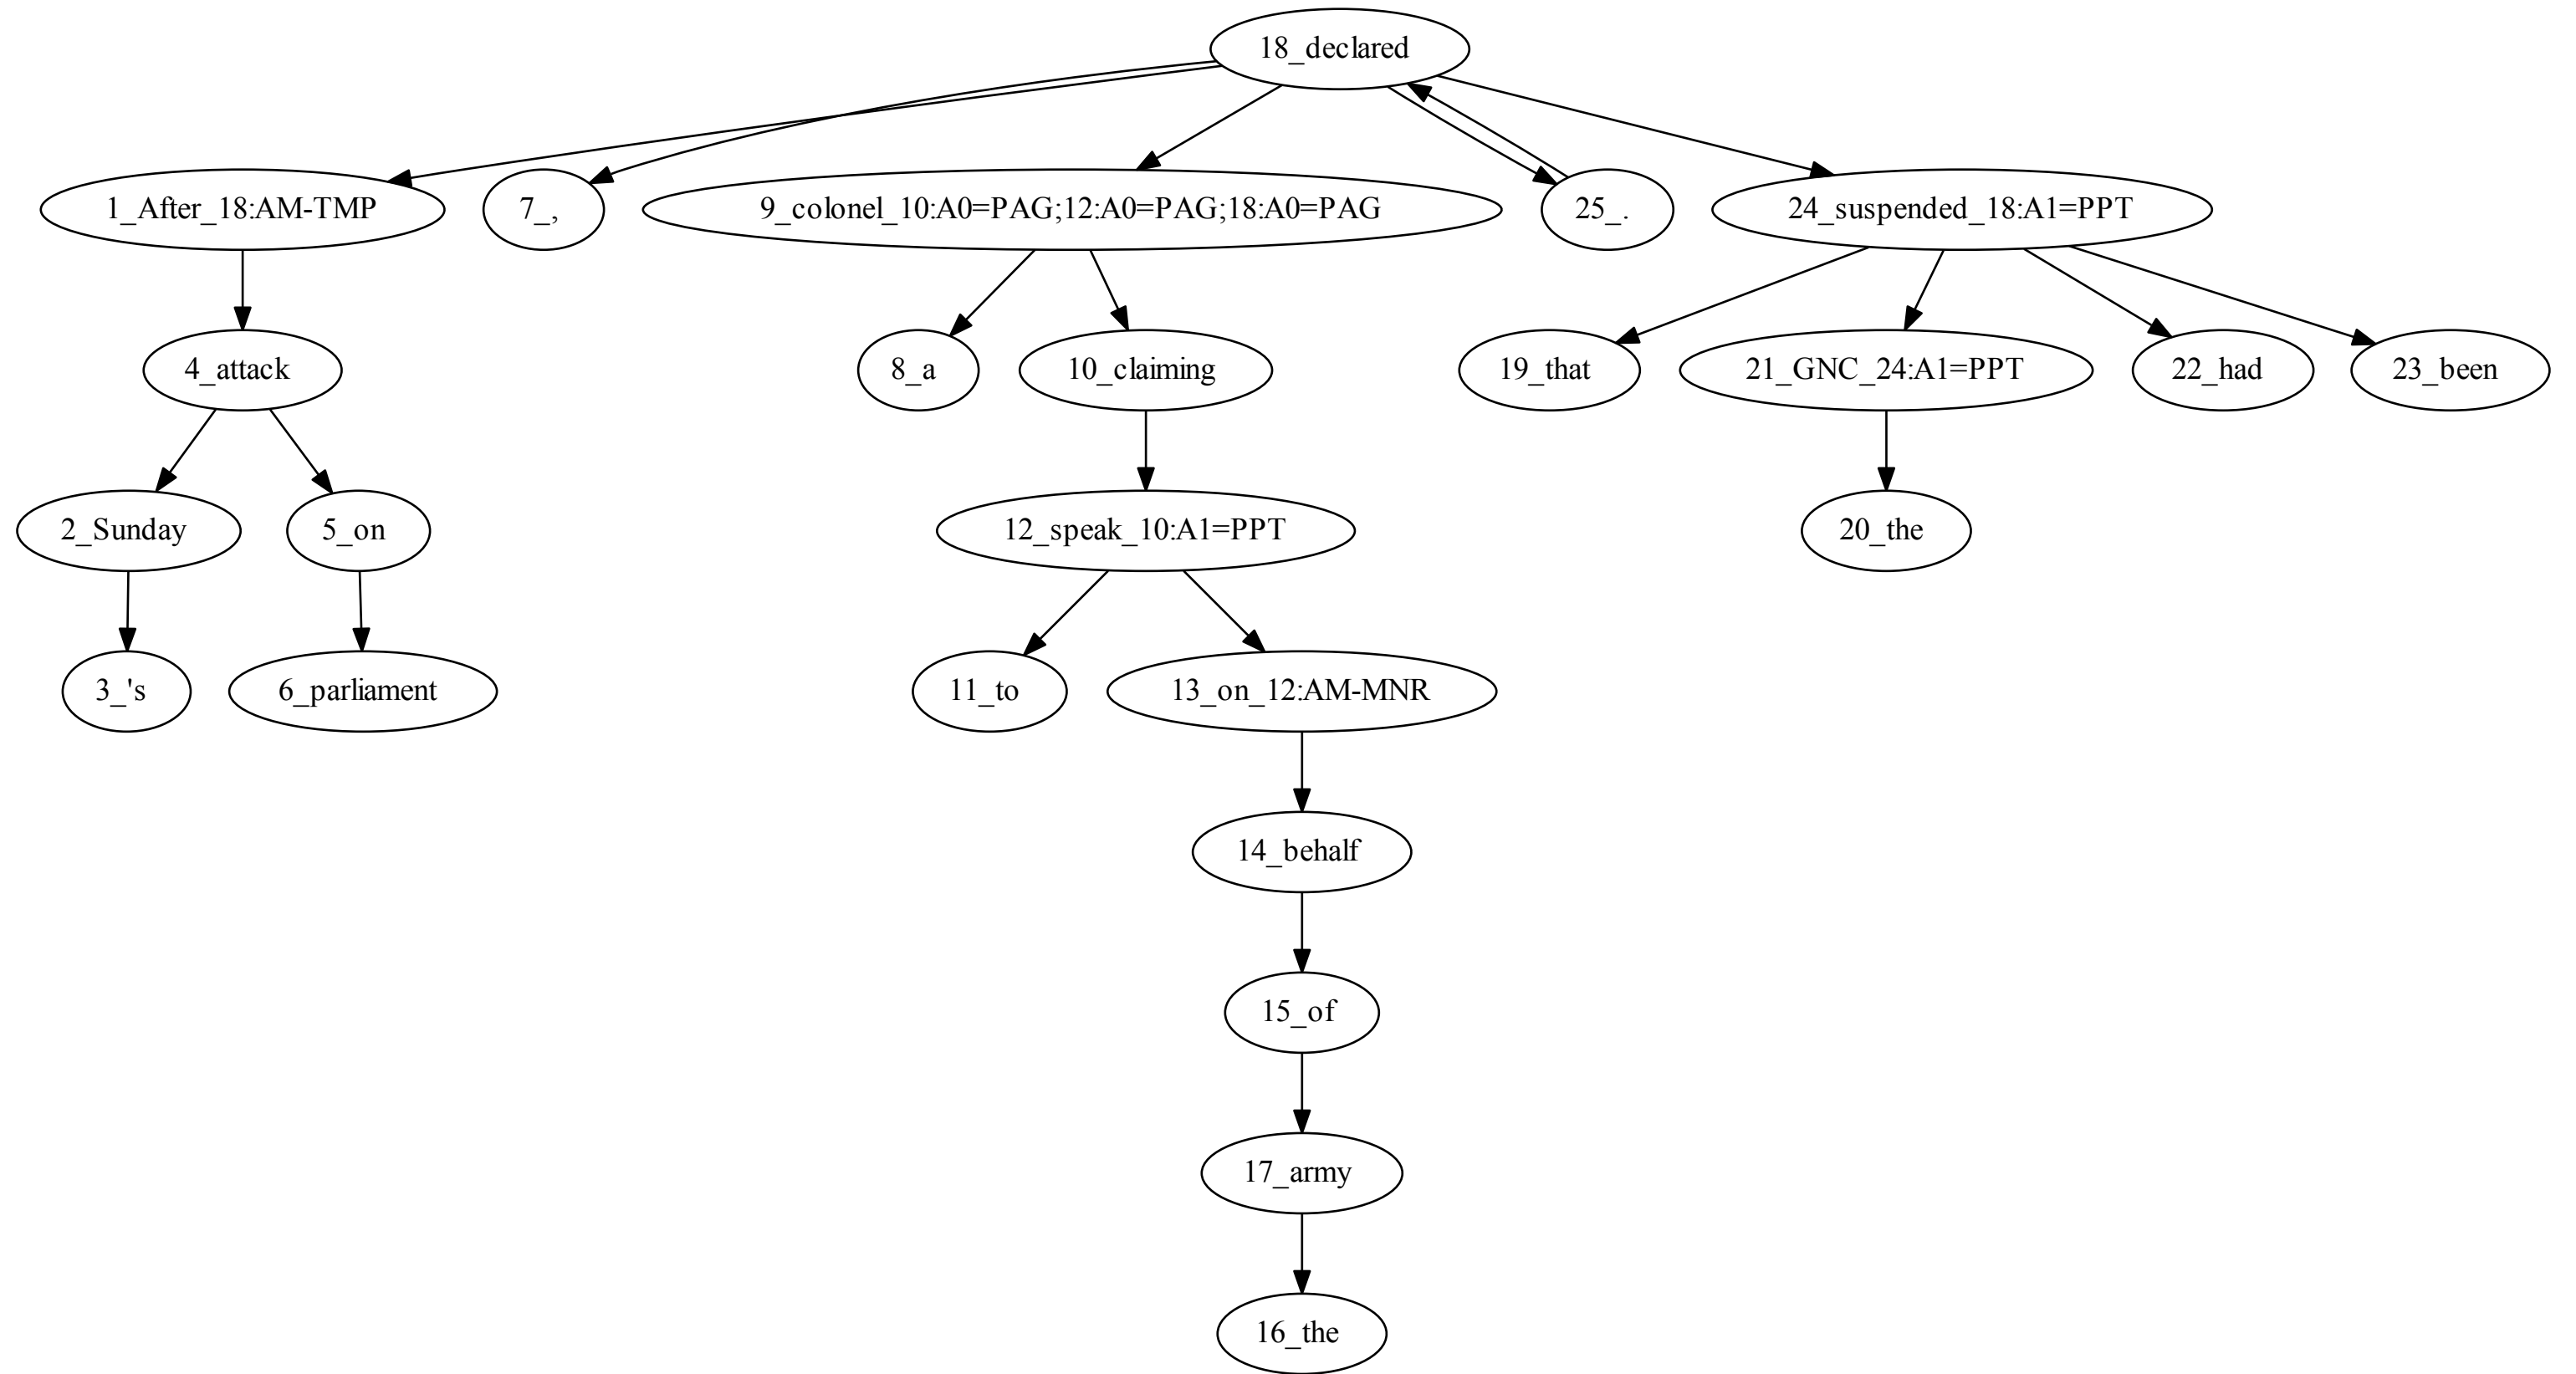 18_declared
1_After_18:AM-TMP
7_,
9_colonel_10:A0=PAG;12:A0=PAG;18:A0=PAG
25_.
24_suspended_18:A1=PPT
4_attack
8_a
10_claiming
19_that
21_GNC_24:A1=PPT
22_had
23_been
2_Sunday
5_on
12_speak_10:A1=PPT
20_the
3_'s
6_parliament
11_to
13_on_12:AM-MNR
14_behalf
15_of
17_army
16_the